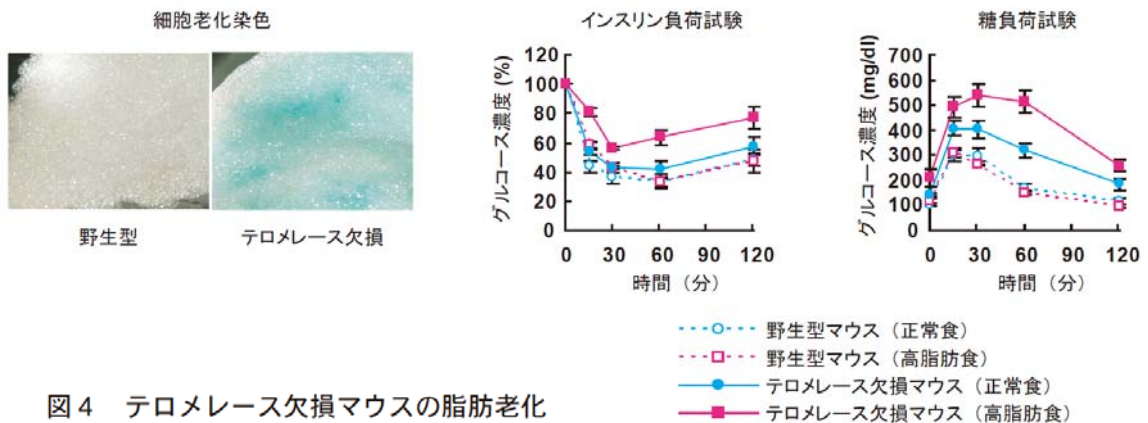 細胞老化染色
野生型
テロメレース欠損
インスリン負荷試験
グルコース濃度 (%)
120
100
80
60
40
20
0
0 30 60 90 120
時間（分）
糖負荷試験
グルコース濃度 (mg/dl)
700
600
500
400
300
200
100
0
0 30 60 90 120
時間（分）
野生型マウス（正常食）
野生型マウス（高脂肪食）
テロメレース欠損マウス（正常食）
テロメレース欠損マウス（高脂肪食）
図4　テロメレース欠損マウスの脂肪老化